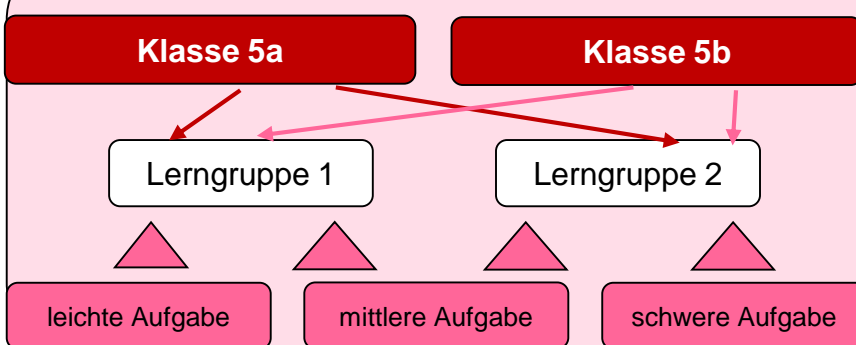 Klasse 5a
Klasse 5b
Lerngruppe 1
Lerngruppe 2
leichte Aufgabe
mittlere Aufgabe
schwere Aufgabe